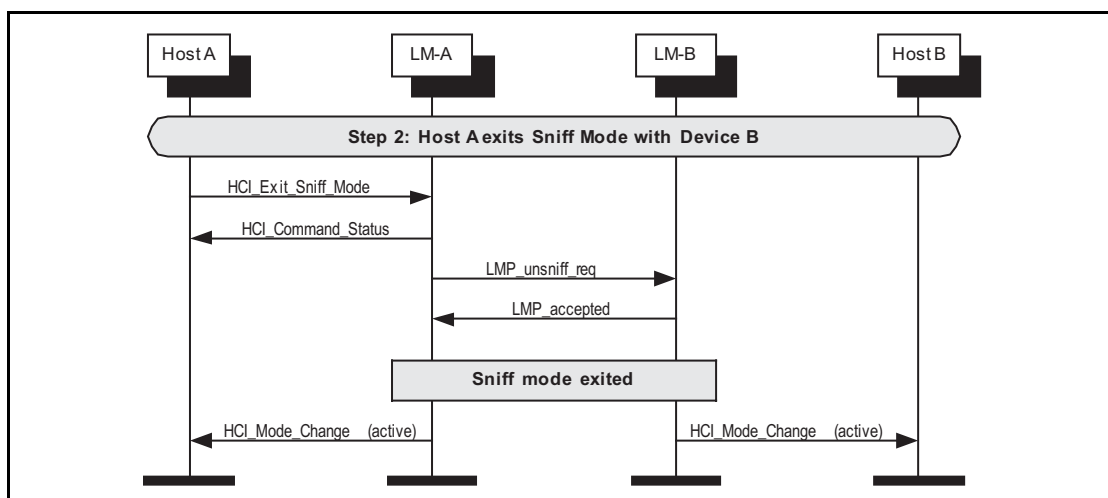 Host A
LM-A
LM-B
Host B
Step 2: Host A exits Sniff Mode with Device B
HCI_Exit_Sniff_Mode
HCI_Command_Status
LMP_unsniff_req
LMP_accepted
Sniff mode exited
HCI_Mode_Change (active)
HCI_Mode_Change (active)